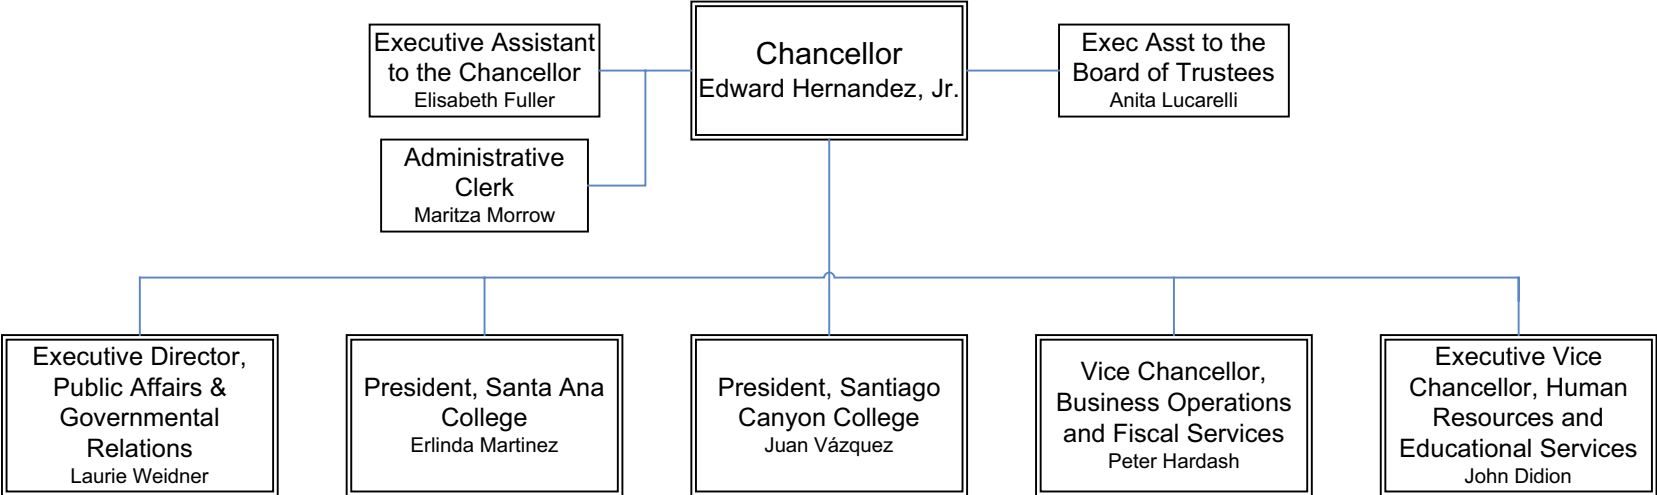 Executive Assistant
to the Chancellor
Elisabeth Fuller
Chancellor
Edward Hernandez, Jr.
Exec Asst to the
Board of Trustees
Anita Lucarelli
Administrative
Clerk
Maritza Morrow
Executive Director,
Public Affairs &
Governmental
Relations
Laurie Weidner
President, Santa Ana
College
Erlinda Martinez
President, Santiago
Canyon College
Juan Vázquez
Vice Chancellor,
Business Operations
and Fiscal Services
Peter Hardash
Executive Vice
Chancellor, Human
Resources and
Educational Services
John Didion